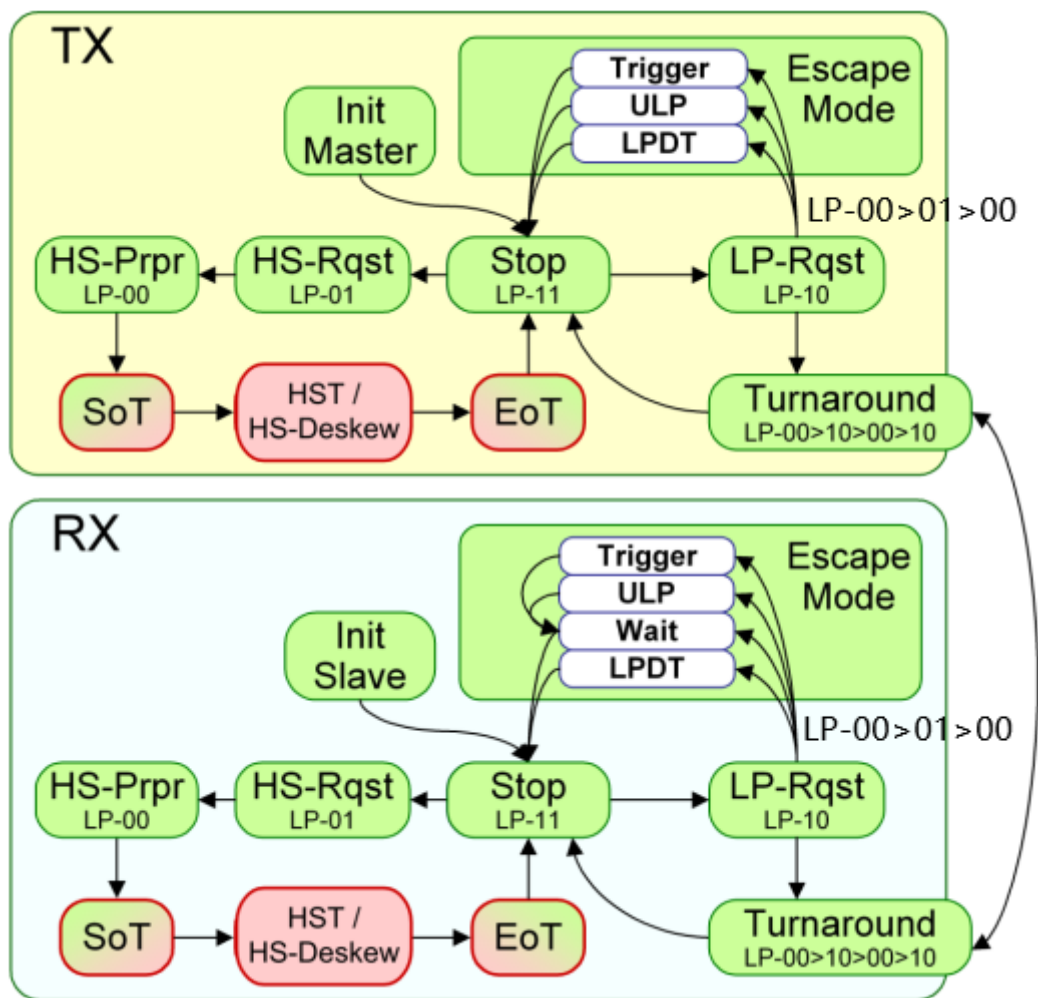 TX
Trigger
ULP
LPDT
Escape
Mode
Init
Master
LP-00>01>00
HS-Prpr
LP-00
HS-Rqst
LP-01
Stop
LP-11
LP-Rqst
LP-10
SoT
HST /
HS-Deskew
EoT
Turnaround
LP-00>10>00>10
RX
Trigger
ULP
Wait
LPDT
Escape
Mode
Init
Slave
LP-00>01>00
HS-Prpr
LP-00
HS-Rqst
LP-01
Stop
LP-11
LP-Rqst
LP-10
SoT
HST /
HS-Deskew
EoT
Turnaround
LP-00>10>00>10